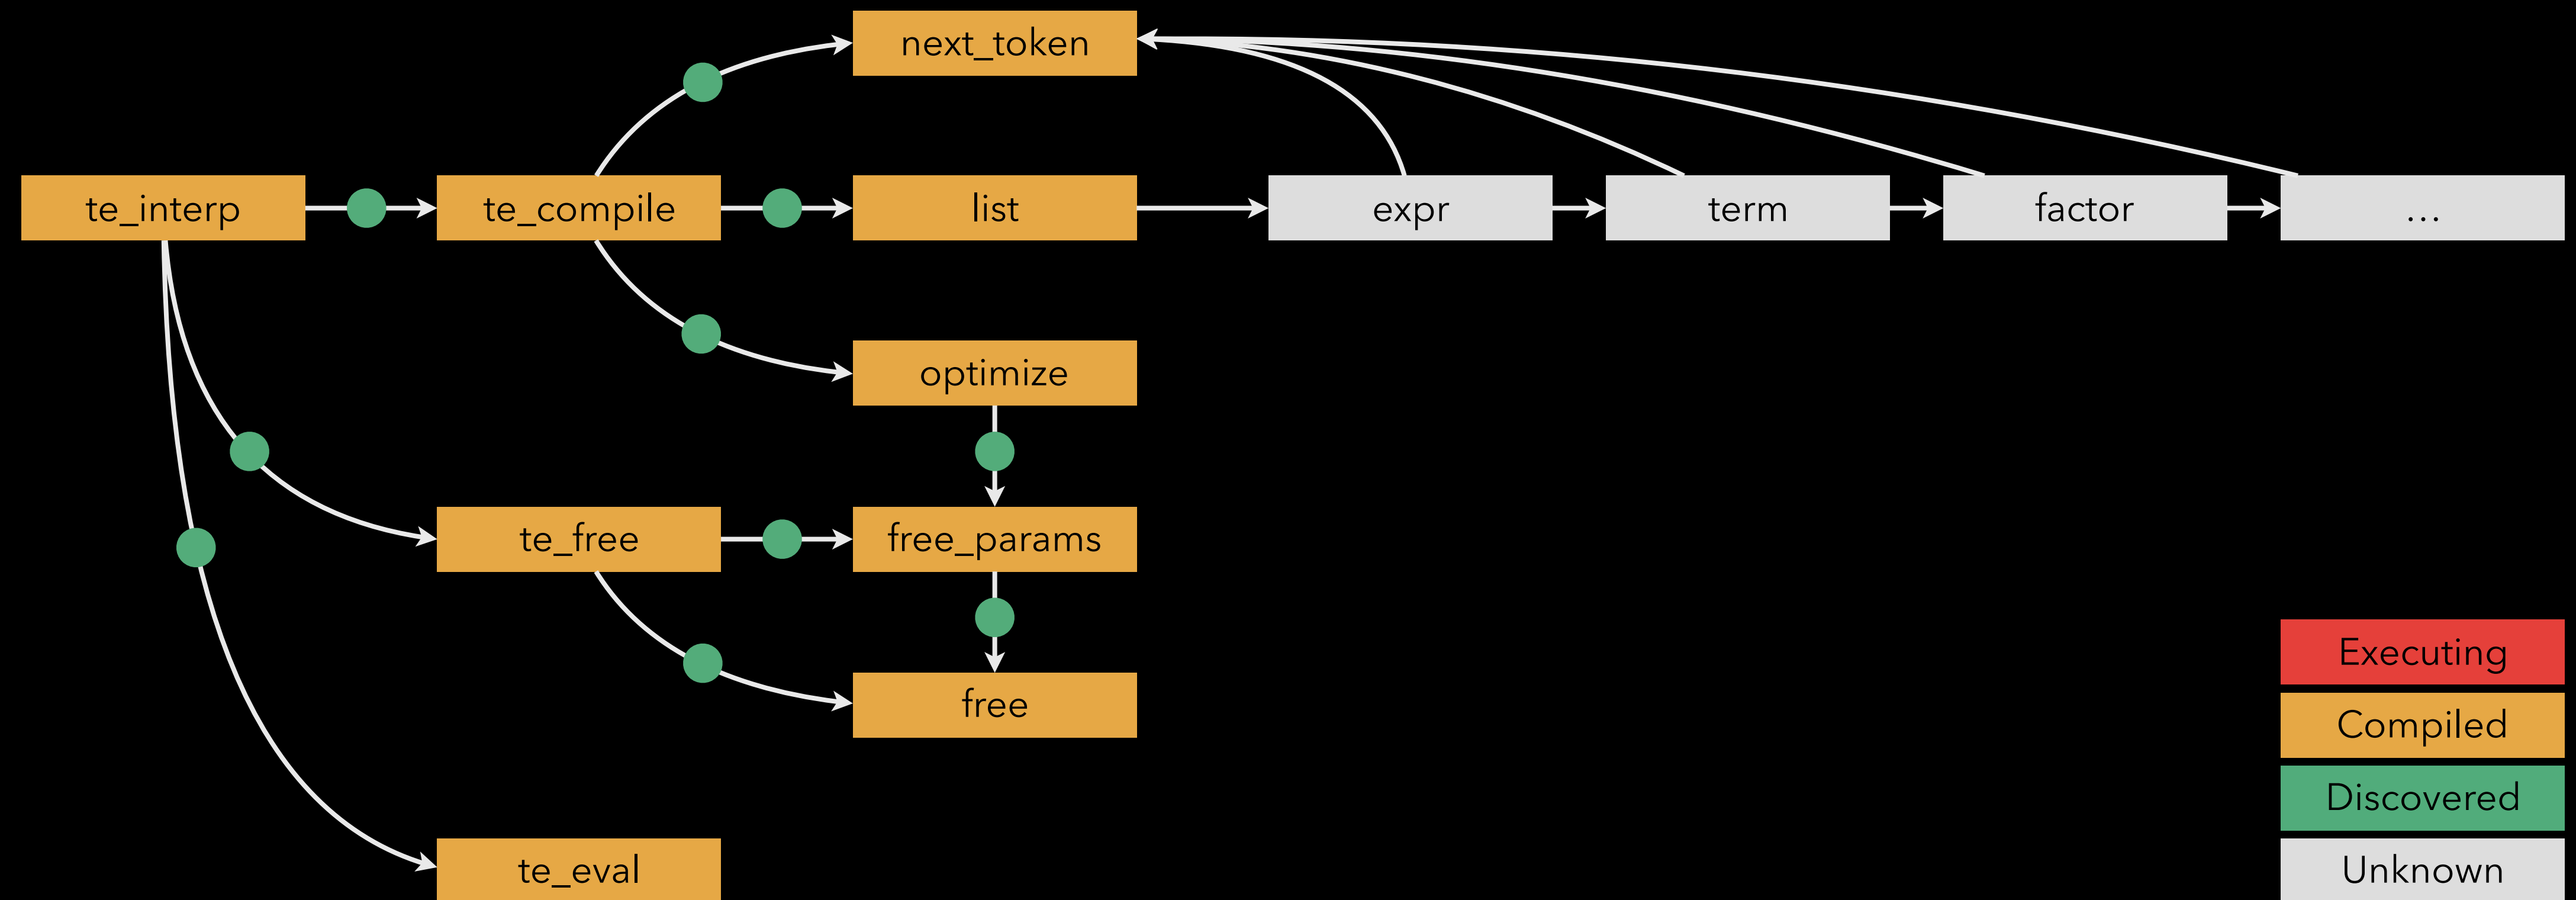 next_token
te_interp
te_compile
list
expr
term
factor
...
optimize
te_free
free_params
free
te_eval
Executing
Compiled
Discovered
Unknown